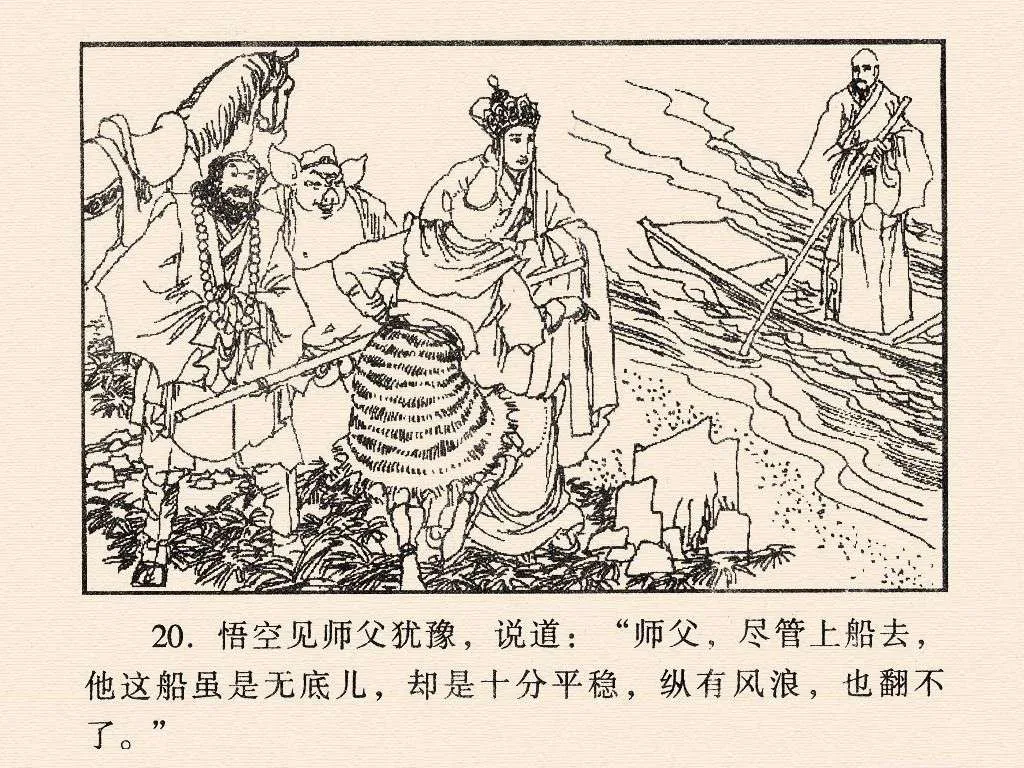 20. 悟空见师父犹豫，说道：“师父，尽管上船去，
他这船虽是无底儿，却是十分平稳，纵有风浪，也翻不
了。”